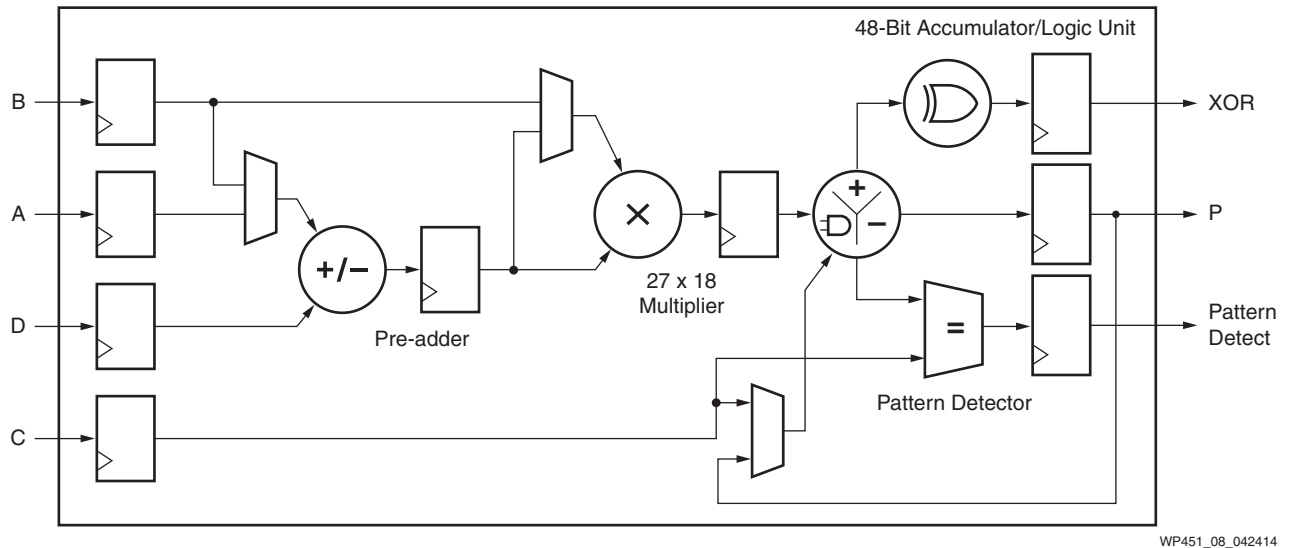 48-Bit Accumulator/Logic Unit
B
XOR
A
+
−
P
×
+/−
27 x 18
Multiplier
D
Pre-adder
=
Pattern
Detect
Pattern Detector
C
WP451_08_042414